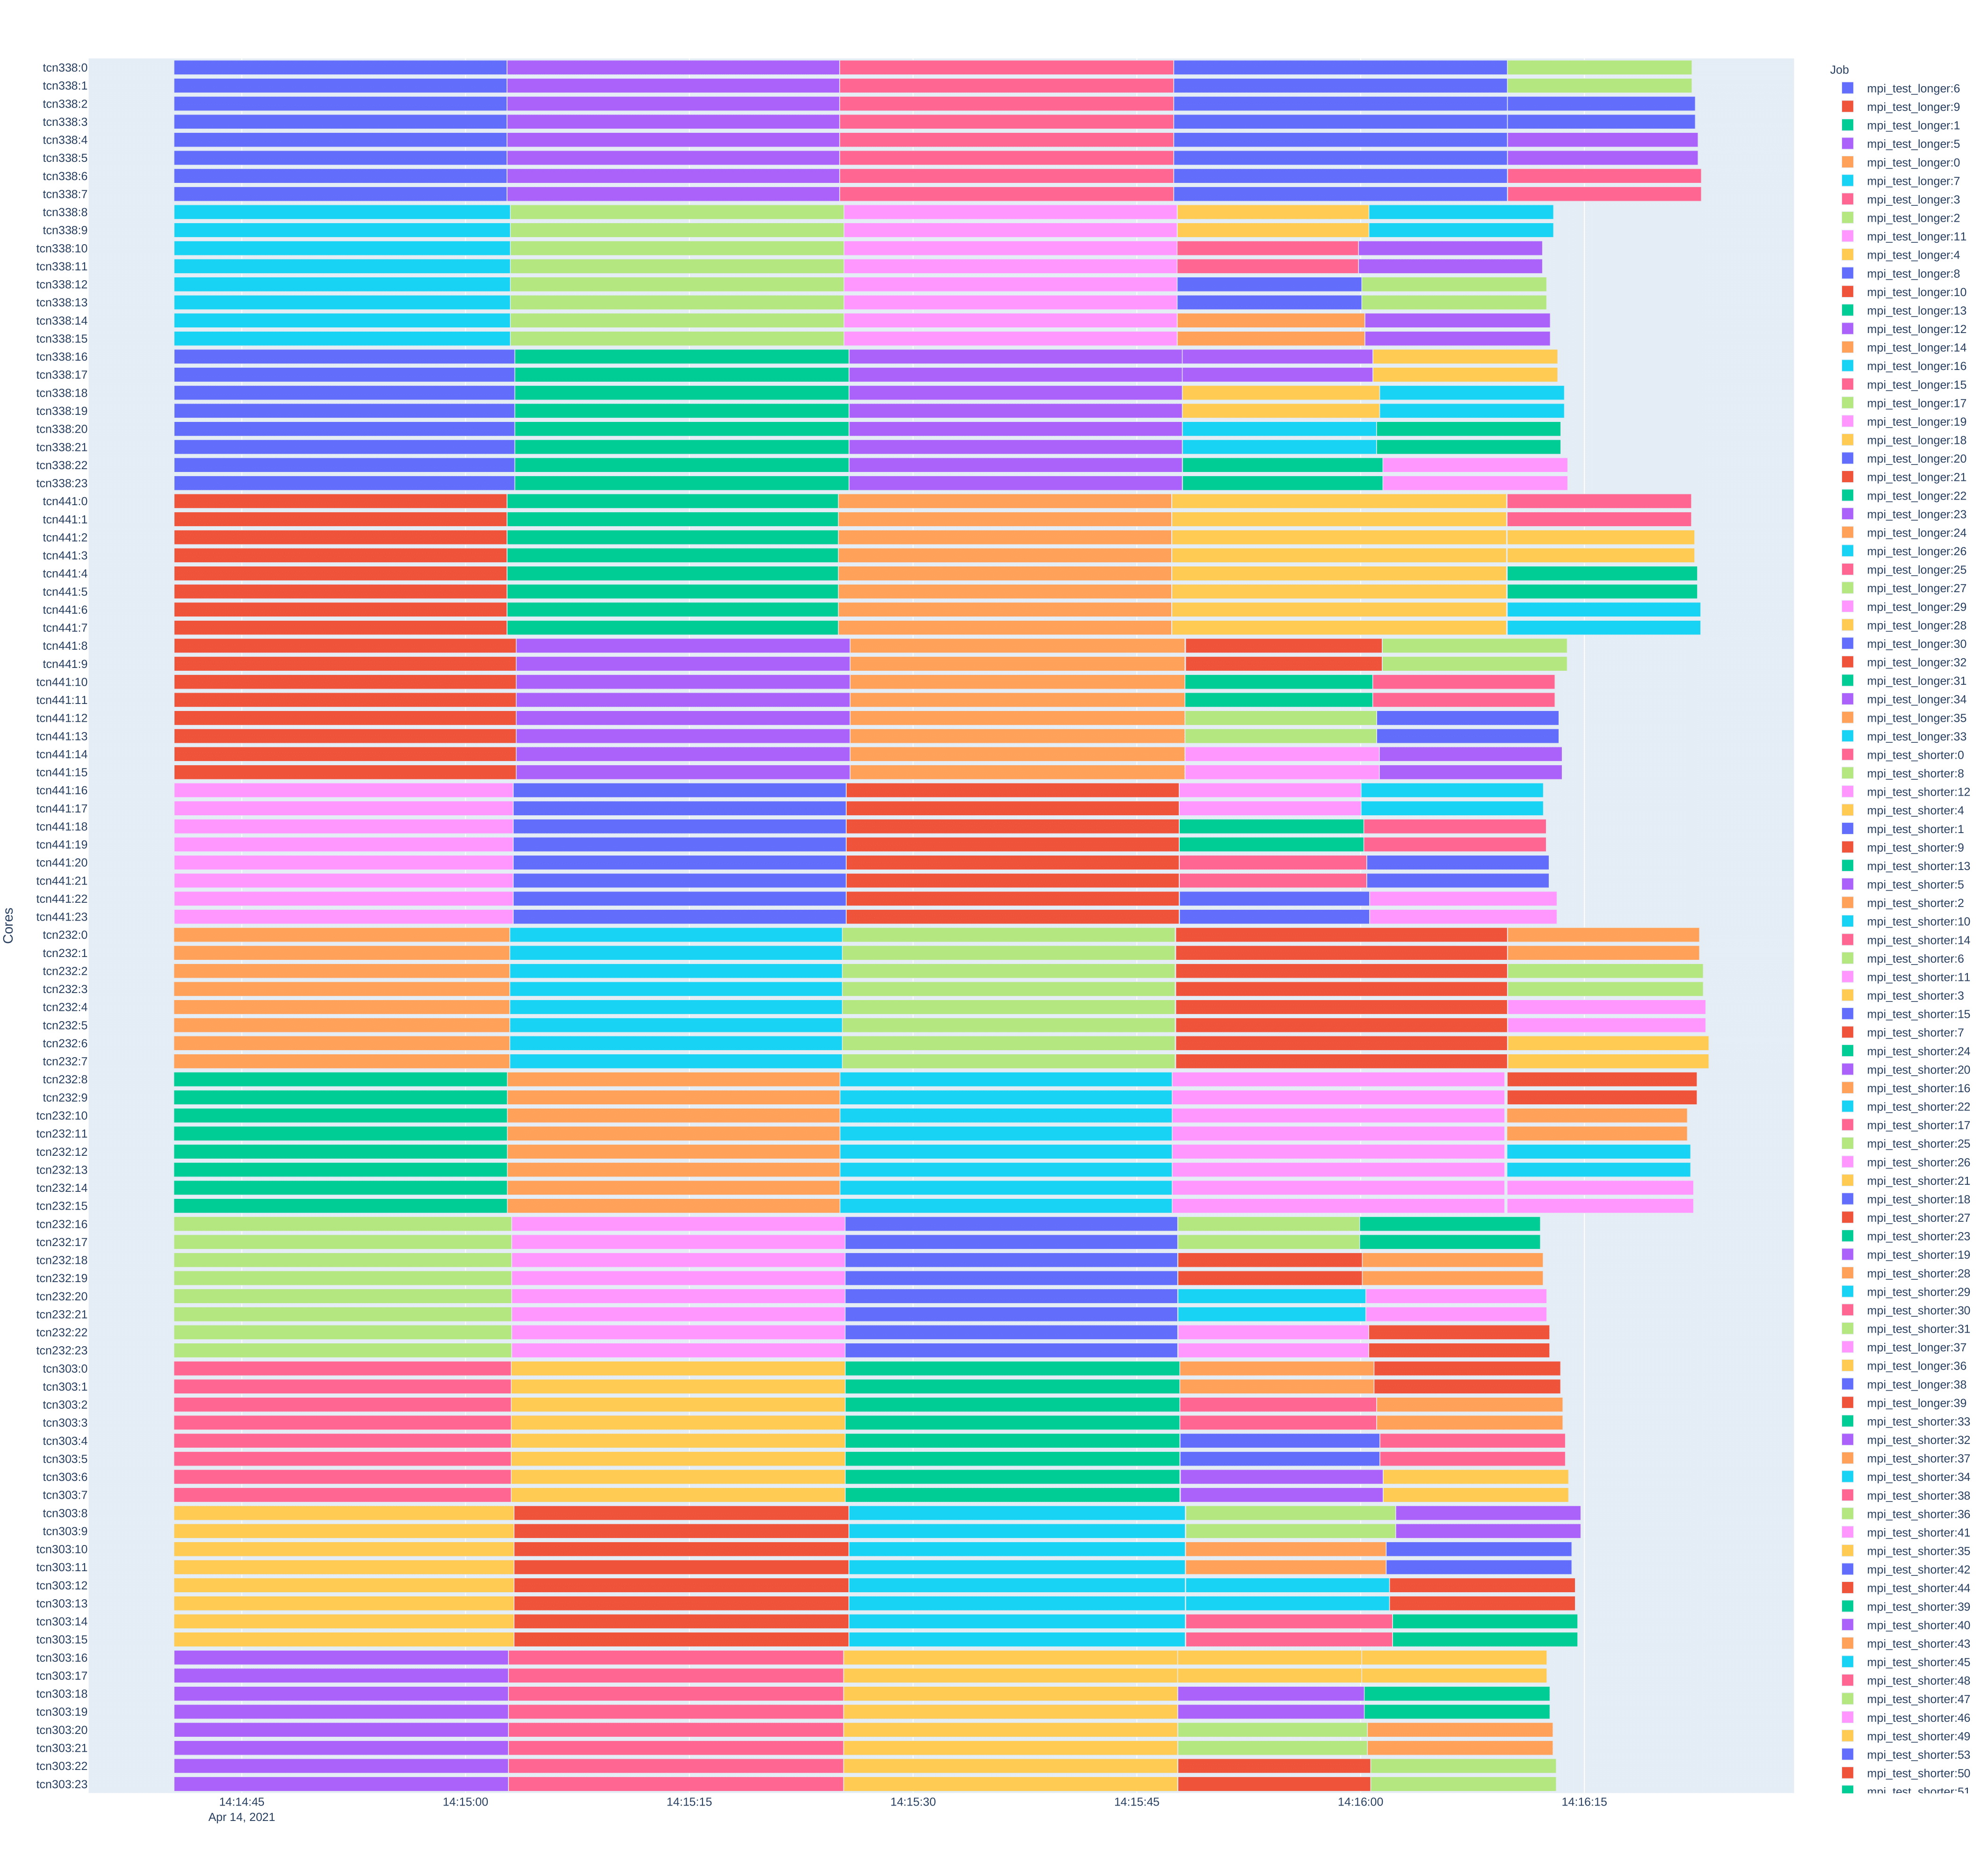 tcn338:0
tcn338:1
tcn338:2
tcn338:3
tcn338:4
tcn338:5
tcn338:6
tcn338:7
tcn338:8
tcn338:9
tcn338:10
tcn338:11
tcn338:12
tcn338:13
tcn338:14
tcn338:15
tcn338:16
tcn338:17
tcn338:18
tcn338:19
tcn338:20
tcn338:21
tcn338:22
tcn338:23
tcn441:0
tcn441:1
tcn441:2
tcn441:3
tcn441:4
tcn441:5
tcn441:6
tcn441:7
tcn441:8
tcn441:9
tcn441:10
tcn441:11
tcn441:12
tcn441:13
tcn441:14
tcn441:15
tcn441:16
tcn441:17
tcn441:18
tcn441:19
tcn441:20
tcn441:21
tcn441:22
tcn441:23
tcn232:0
tcn232:1
tcn232:2
tcn232:3
tcn232:4
tcn232:5
tcn232:6
tcn232:7
tcn232:8
tcn232:9
tcn232:10
tcn232:11
tcn232:12
tcn232:13
tcn232:14
tcn232:15
tcn232:16
tcn232:17
tcn232:18
tcn232:19
tcn232:20
tcn232:21
tcn232:22
tcn232:23
tcn303:0
tcn303:1
tcn303:2
tcn303:3
tcn303:4
tcn303:5
tcn303:6
tcn303:7
tcn303:8
tcn303:9
tcn303:10
tcn303:11
tcn303:12
tcn303:13
tcn303:14
tcn303:15
tcn303:16
tcn303:17
tcn303:18
tcn303:19
tcn303:20
tcn303:21
tcn303:22
tcn303:23
Cores
14:14:45
14:15:00
14:15:15
14:15:30
14:15:45
14:16:00
14:16:15
Apr 14, 2021
Job
mpi_test_longer:6
mpi_test_longer:9
mpi_test_longer:1
mpi_test_longer:5
mpi_test_longer:0
mpi_test_longer:7
mpi_test_longer:3
mpi_test_longer:2
mpi_test_longer:11
mpi_test_longer:4
mpi_test_longer:8
mpi_test_longer:10
mpi_test_longer:13
mpi_test_longer:12
mpi_test_longer:14
mpi_test_longer:16
mpi_test_longer:15
mpi_test_longer:17
mpi_test_longer:19
mpi_test_longer:18
mpi_test_longer:20
mpi_test_longer:21
mpi_test_longer:22
mpi_test_longer:23
mpi_test_longer:24
mpi_test_longer:26
mpi_test_longer:25
mpi_test_longer:27
mpi_test_longer:29
mpi_test_longer:28
mpi_test_longer:30
mpi_test_longer:32
mpi_test_longer:31
mpi_test_longer:34
mpi_test_longer:35
mpi_test_longer:33
mpi_test_shorter:0
mpi_test_shorter:8
mpi_test_shorter:12
mpi_test_shorter:4
mpi_test_shorter:1
mpi_test_shorter:9
mpi_test_shorter:13
mpi_test_shorter:5
mpi_test_shorter:2
mpi_test_shorter:10
mpi_test_shorter:14
mpi_test_shorter:6
mpi_test_shorter:11
mpi_test_shorter:3
mpi_test_shorter:15
mpi_test_shorter:7
mpi_test_shorter:24
mpi_test_shorter:20
mpi_test_shorter:16
mpi_test_shorter:22
mpi_test_shorter:17
mpi_test_shorter:25
mpi_test_shorter:26
mpi_test_shorter:21
mpi_test_shorter:18
mpi_test_shorter:27
mpi_test_shorter:23
mpi_test_shorter:19
mpi_test_shorter:28
mpi_test_shorter:29
mpi_test_shorter:30
mpi_test_shorter:31
mpi_test_longer:37
mpi_test_longer:36
mpi_test_longer:38
mpi_test_longer:39
mpi_test_shorter:33
mpi_test_shorter:32
mpi_test_shorter:37
mpi_test_shorter:34
mpi_test_shorter:38
mpi_test_shorter:36
mpi_test_shorter:41
mpi_test_shorter:35
mpi_test_shorter:42
mpi_test_shorter:44
mpi_test_shorter:39
mpi_test_shorter:40
mpi_test_shorter:43
mpi_test_shorter:45
mpi_test_shorter:48
mpi_test_shorter:47
mpi_test_shorter:46
mpi_test_shorter:49
mpi_test_shorter:53
mpi_test_shorter:50
mpi_test_shorter:51